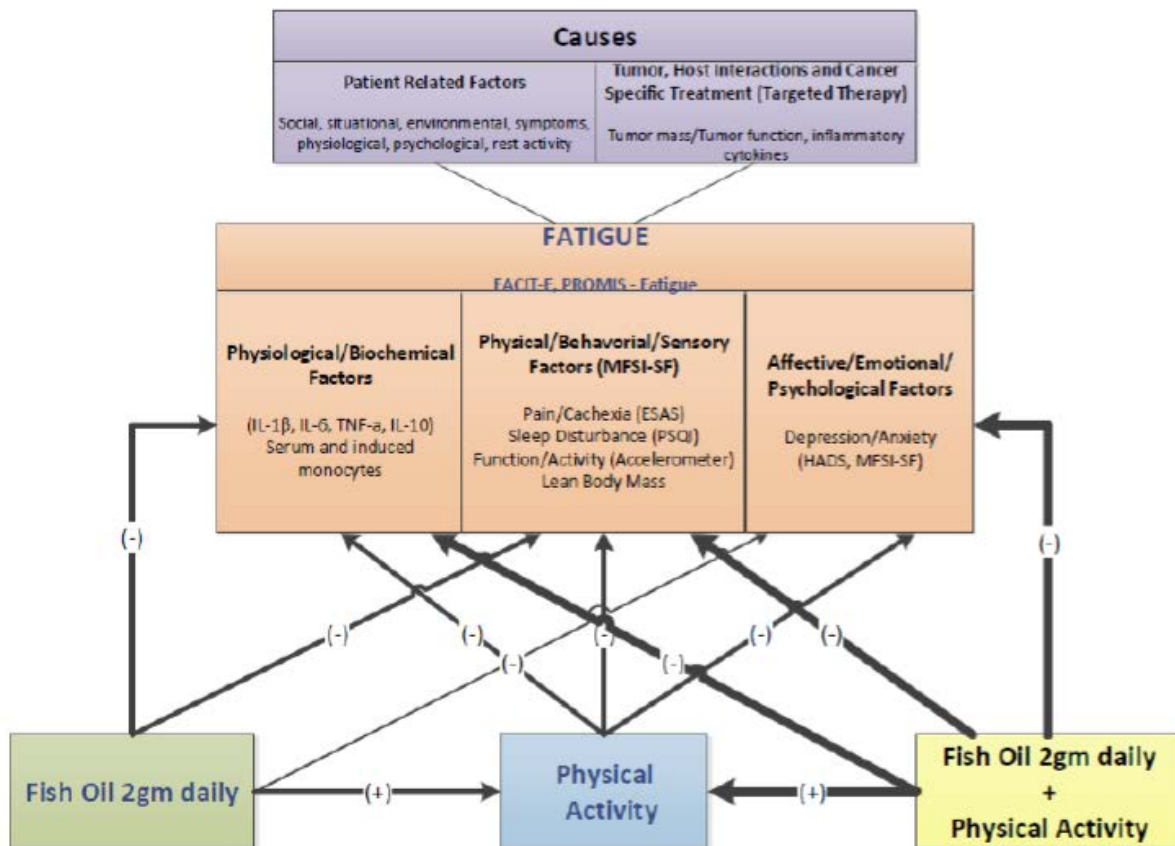 Causes
Patient Related Factors
Social, situational, environmental, symptoms,
physiological, psychological, rest activity
Tumor, Host Interactions and Cancer
Specific Treatment (Targeted Therapy)
Tumor mass/Tumor function, inflammatory
cytokines
FATIGUE
FACIT-F, PROMIS - Fatigue
Physiological/Biochemical
Factors
(IL-1β, IL-6, TNF-a, IL-10)
Serum and induced
monocytes
Physical/Behavorial/Sensory
Factors (MFSI-SF)
Pain/Cachexia (ESAS)
Sleep Disturbance (PSQI)
Function/Activity (Accelerometer)
Lean Body Mass
Affective/Emotional/
Psychological Factors
Depression/Anxiety
(HADS, MFSI-SF)
(-)
(-)
(-)
(-)
(-)
(-)
(-)
(-)
(-)
Fish Oil 2gm daily
(+)
Physical
Activity
(+)
Fish Oil 2gm daily
+
Physical Activity